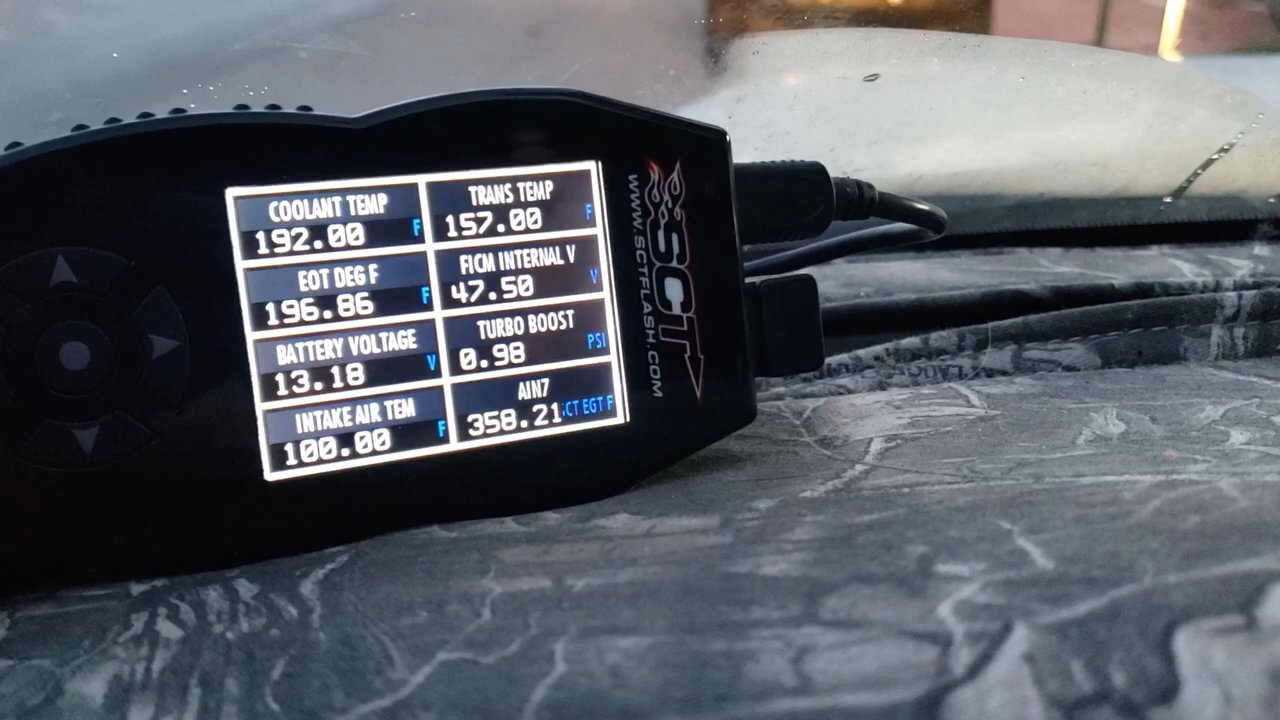 COOLANT TEMP
192.00 F
TRANS TEMP
157.00 F
EOT DEG F
196.86 F
FICM INTERNAL V
47.50 V
BATTERY VOLTAGE
13.18 V
TURBO BOOST
0.98 PSI
INTAKE AIR TEM
100.00 F
AIN7
358.21 CT EGT F
WWW.SCTFLASH.COM
SCT